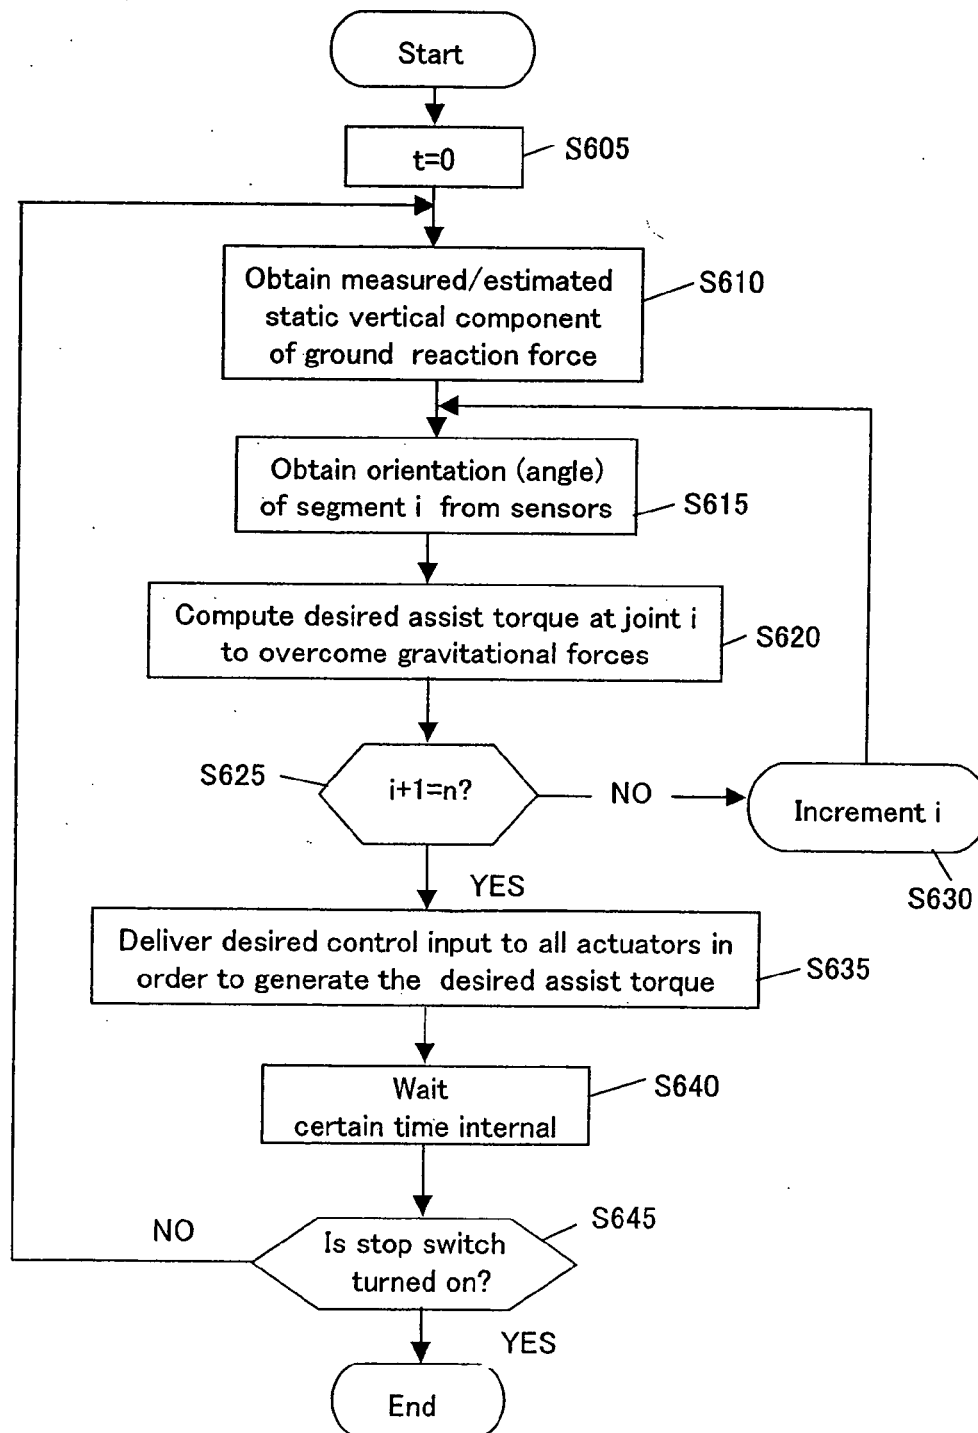 Start
t=0
S605
Obtain measured/estimated
static vertical component
of ground reaction force
S610
Obtain orientation (angle)
of segment i from sensors
S615
Compute desired assist torque at joint i
to overcome gravitational forces
S620
S625
i+1=n?
NO
Increment i
S630
YES
Deliver desired control input to all actuators in
order to generate the desired assist torque
S635
Wait
certain time internal
S640
NO
Is stop switch
turned on?
S645
YES
End